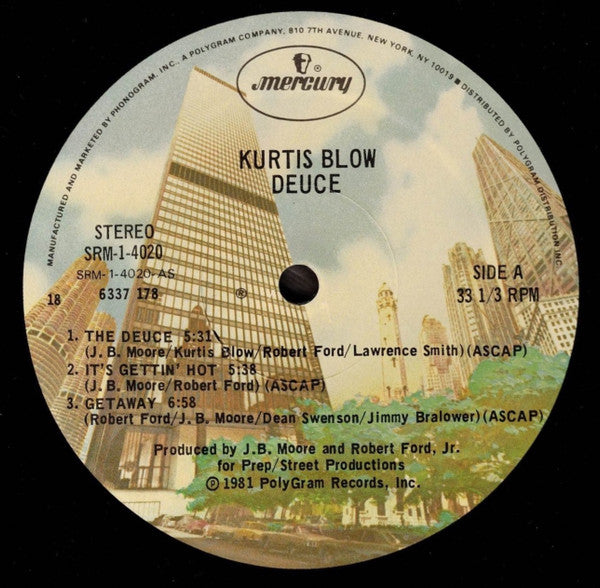 MANUFACTURED AND MARKETED BY PHONOGRAM, INC., A POLYGRAM COMPANY, 810 7TH AVENUE, NEW YORK, NY 10019 ■ DISTRIBUTED BY POLYGRAM DISTRIBUTION INC.
®
mercury
KURTIS BLOW
DEUCE
STEREO
SRM-1-4020
SRM-1-4020-AS
18 6337 178
®
SIDE A
33 1/3 RPM
1. THE DEUCE 5:31
(J. B. Moore/Kurtis Blow/Robert Ford/Lawrence Smith) (ASCAP)
2. IT'S GETTIN' HOT 5:38
(J. B. Moore/Robert Ford) (ASCAP)
3. GETAWAY 6:58
(Robert Ford/J. B. Moore/Dean Swenson/Jimmy Bralower) (ASCAP)
Produced by J.B. Moore and Robert Ford, Jr.
for Prep/Street Productions
℗ 1981 PolyGram Records, Inc.